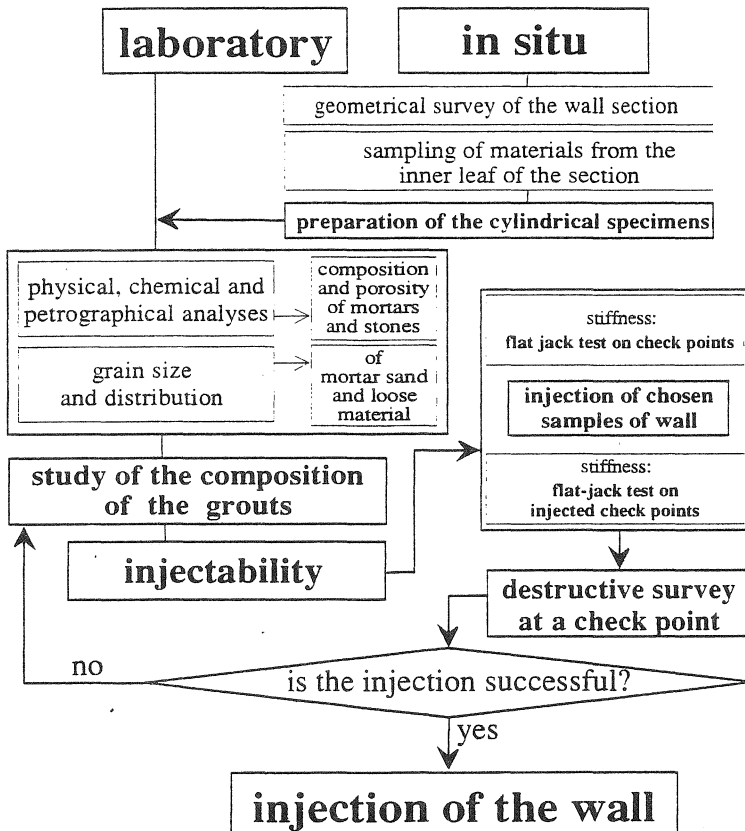 laboratory
in situ
geometrical survey of the wall section
sampling of materials from the
inner leaf of the section
preparation of the cylindrical specimens
physical, chemical and
petrographical analyses
composition
and porosity
of mortars
and stones
grain size
and distribution
of
mortar sand
and loose
material
stiffness:
flat jack test on check points
injection of chosen
samples of wall
stiffness:
flat-jack test on
injected check points
study of the composition
of the grouts
injectability
destructive survey
at a check point
no
is the injection successful?
yes
injection of the wall